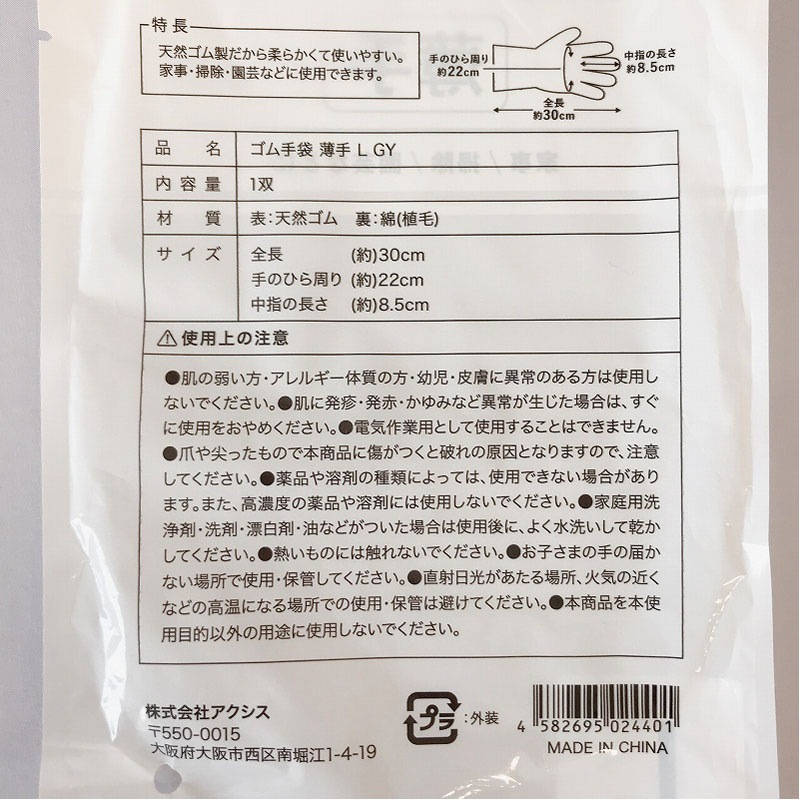 特長
天然ゴム製だから柔らかくて使いやすい。
家事・掃除・園芸などに使用できます。
手のひら周り
約22cm
中指の長さ
約8.5cm
全長
約30cm
品名 ゴム手袋 薄手 L GY
内容量 1双
材質 表:天然ゴム 裏:綿(植毛)
サイズ 全長 (約)30cm
手のひら周り (約)22cm
中指の長さ (約)8.5cm
⚠使用上の注意
●肌の弱い方・アレルギー体質の方・幼児・皮膚に異常のある方は使用し
ないでください。●肌に発疹・発赤・かゆみなど異常が生じた場合は、すぐ
に使用をおやめください。●電気作業用として使用することはできません。
●爪や尖ったもので本商品に傷がつくと破れの原因となりますので、注意
してください。●薬品や溶剤の種類によっては、使用できない場合があり
ます。また、高濃度の薬品や溶剤には使用しないでください。●家庭用洗
浄剤・洗剤・漂白剤・油などがついた場合は使用後に、よく水洗いして乾か
してください。●熱いものには触れないでください。●お子さまの手の届か
ない場所で使用・保管してください。●直射日光があたる場所、火気の近く
などの高温になる場所での使用・保管は避けてください。●本商品を本使
用目的以外の用途に使用しないでください。
株式会社アクシス
〒550-0015
大阪府大阪市西区南堀江1-4-19
プラ :外装
4 582695 024401
MADE IN CHINA